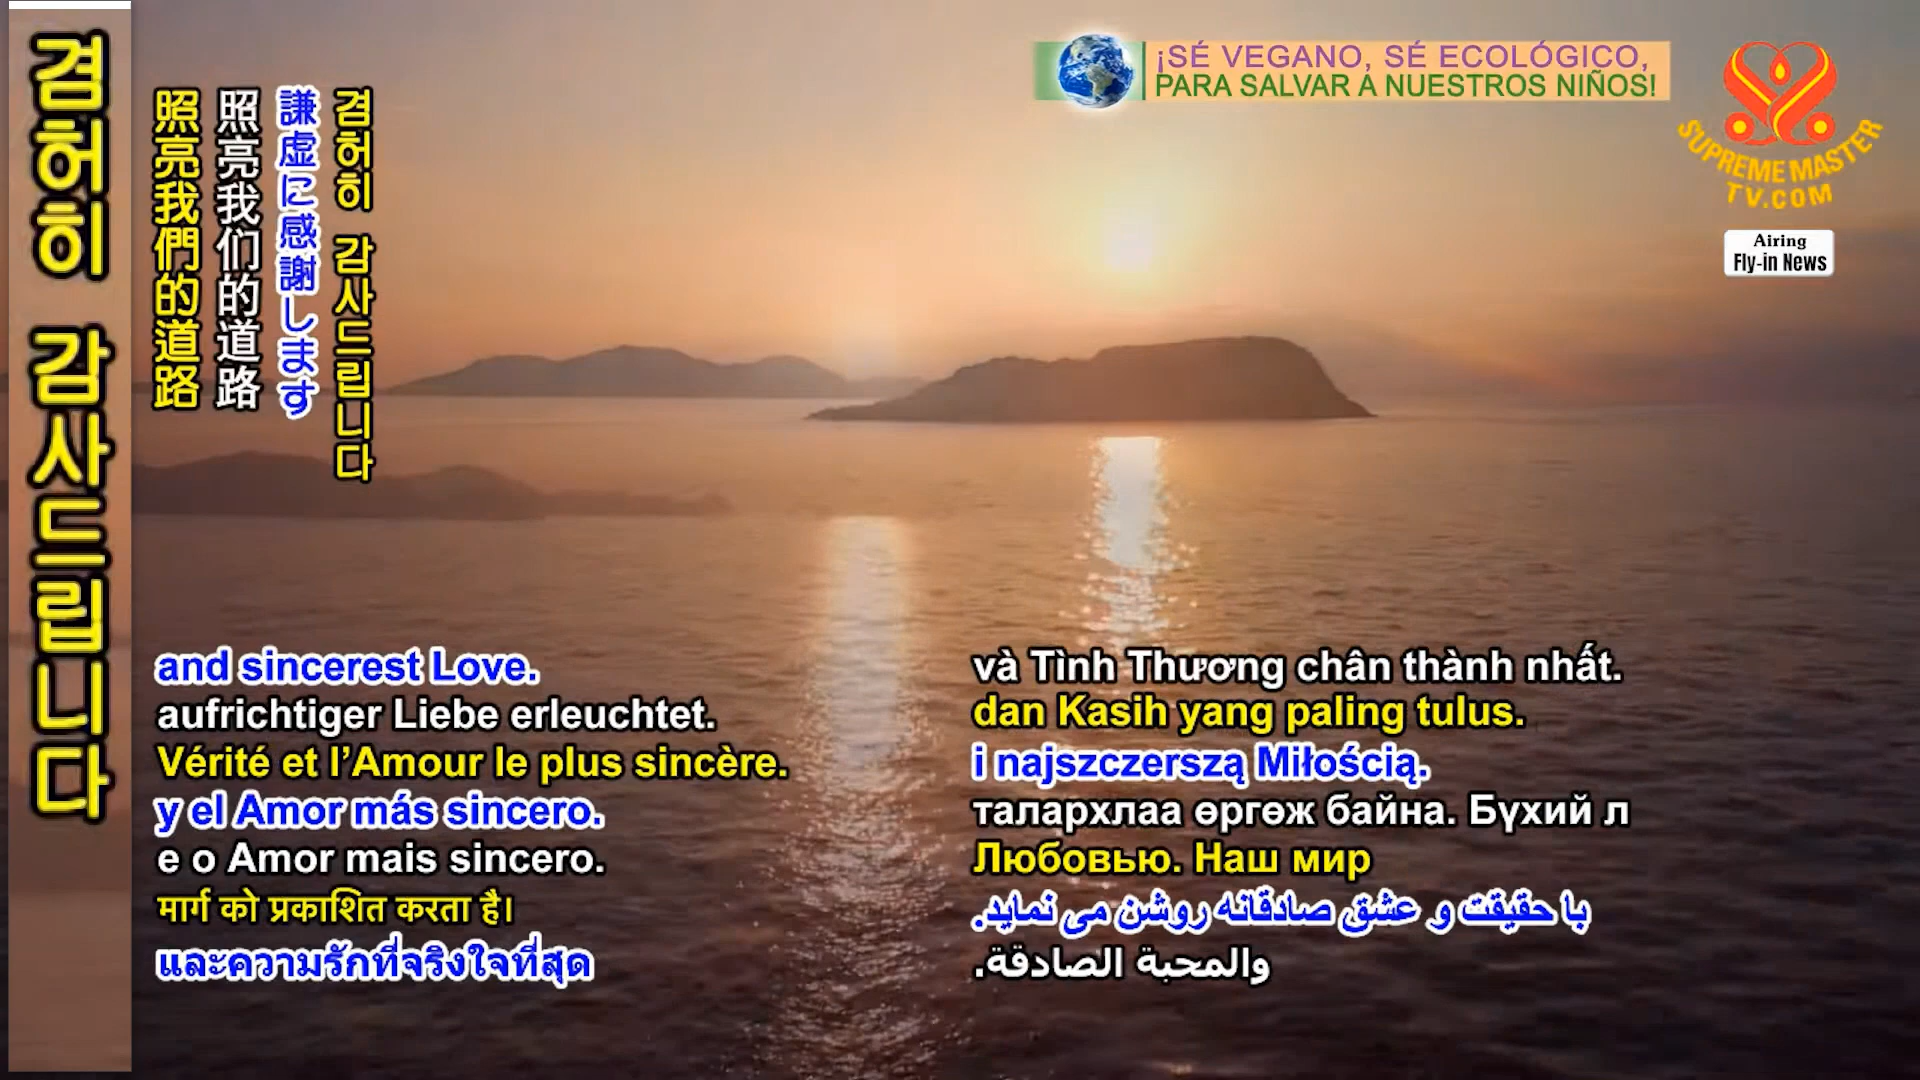 겸허히 감사드립니다
照亮我們的道路
照亮我们的道路
謙虚に感謝します
겸허히 감사드립니다
¡SÉ VEGANO, SÉ ECOLÓGICO,
PARA SALVAR A NUESTROS NIÑOS!
SUPREME MASTER
TV.COM
Airing
Fly-in News
and sincerest Love.
aufrichtiger Liebe erleuchtet.
Vérité et l’Amour le plus sincère.
y el Amor más sincero.
e o Amor mais sincero.
मार्ग को प्रकाशित करता है।
และความรักที่จริงใจที่สุด
và Tình Thương chân thành nhất.
dan Kasih yang paling tulus.
i najszczerszą Miłością.
талархлаа өргөж байна. Бүхий л
Любовью. Наш мир
با حقیقت و عشق صادقانه روشن می نماید.
والمحبة الصادقة.